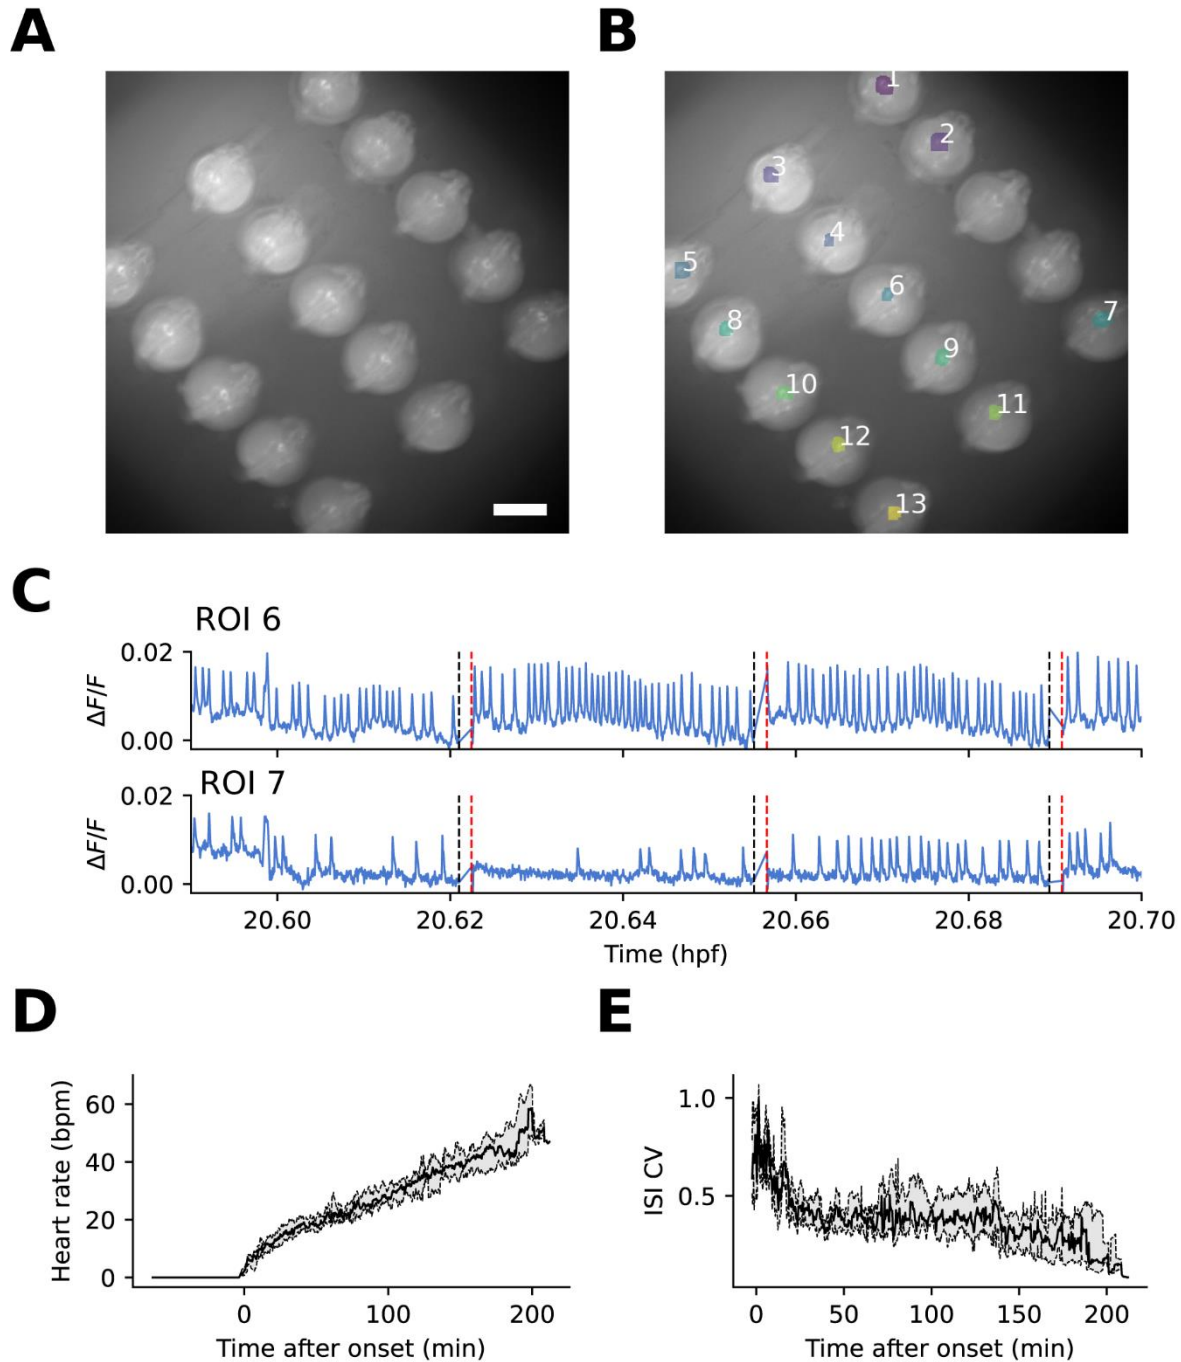 A
B
1
2
3
4
5
6
7
8
9
10
11
12
13
C
ROI 6
0.02
0.00
ΔF/F
ROI 7
0.02
0.00
ΔF/F
20.60 20.62 20.64 20.66 20.68 20.70
Time (hpf)
D
Heart rate (bpm)
60
40
20
0
0 100 200
Time after onset (min)
E
ISI CV
1.0
0.5
0 50 100 150 200
Time after onset (min)